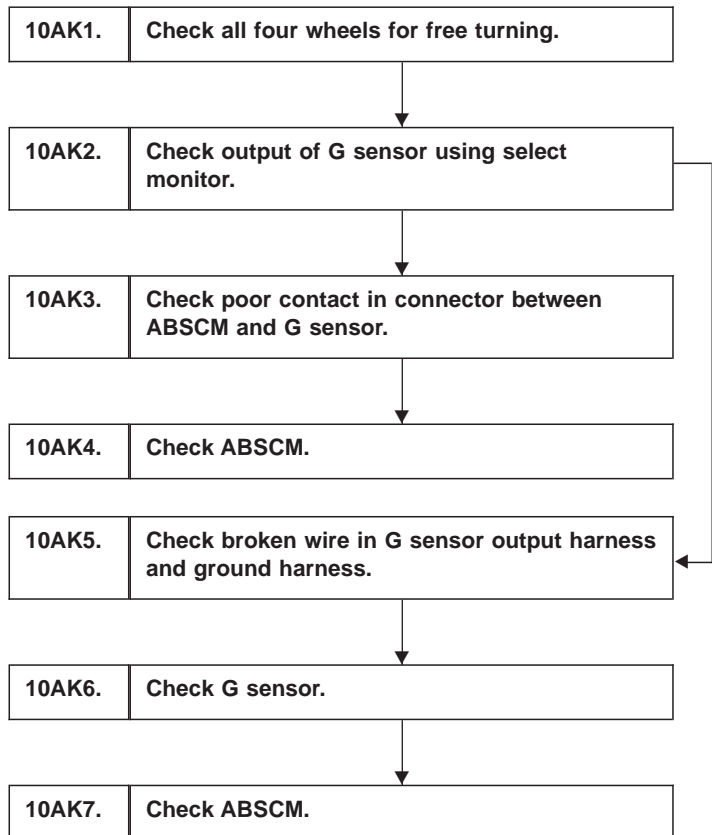 10AK1. Check all four wheels for free turning.
10AK2. Check output of G sensor using select
monitor.
10AK3. Check poor contact in connector between
ABSCM and G sensor.
10AK4. Check ABSCM.
10AK5. Check broken wire in G sensor output harness
and ground harness.
10AK6. Check G sensor.
10AK7. Check ABSCM.